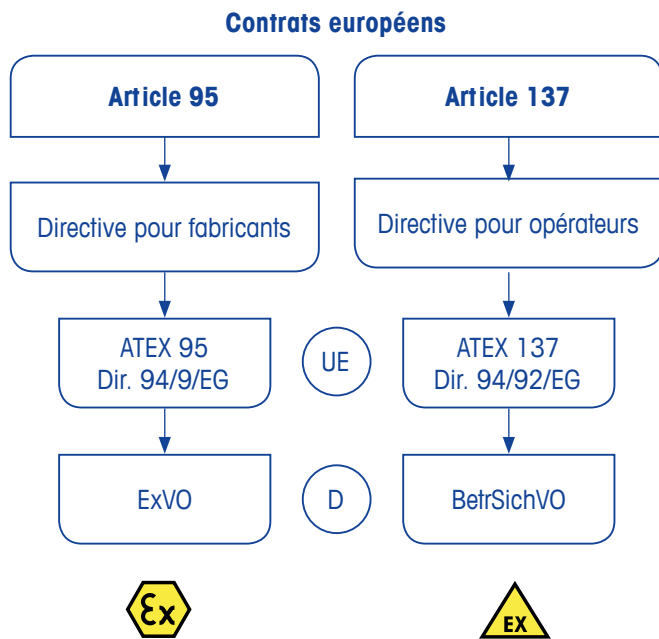 Contrats européens
Article 95
Article 137
Directive pour fabricants
Directive pour opérateurs
ATEX 95
Dir. 94/9/EG
UE
ATEX 137
Dir. 94/92/EG
ExVO
D
BetrSichVO
Ex
EX